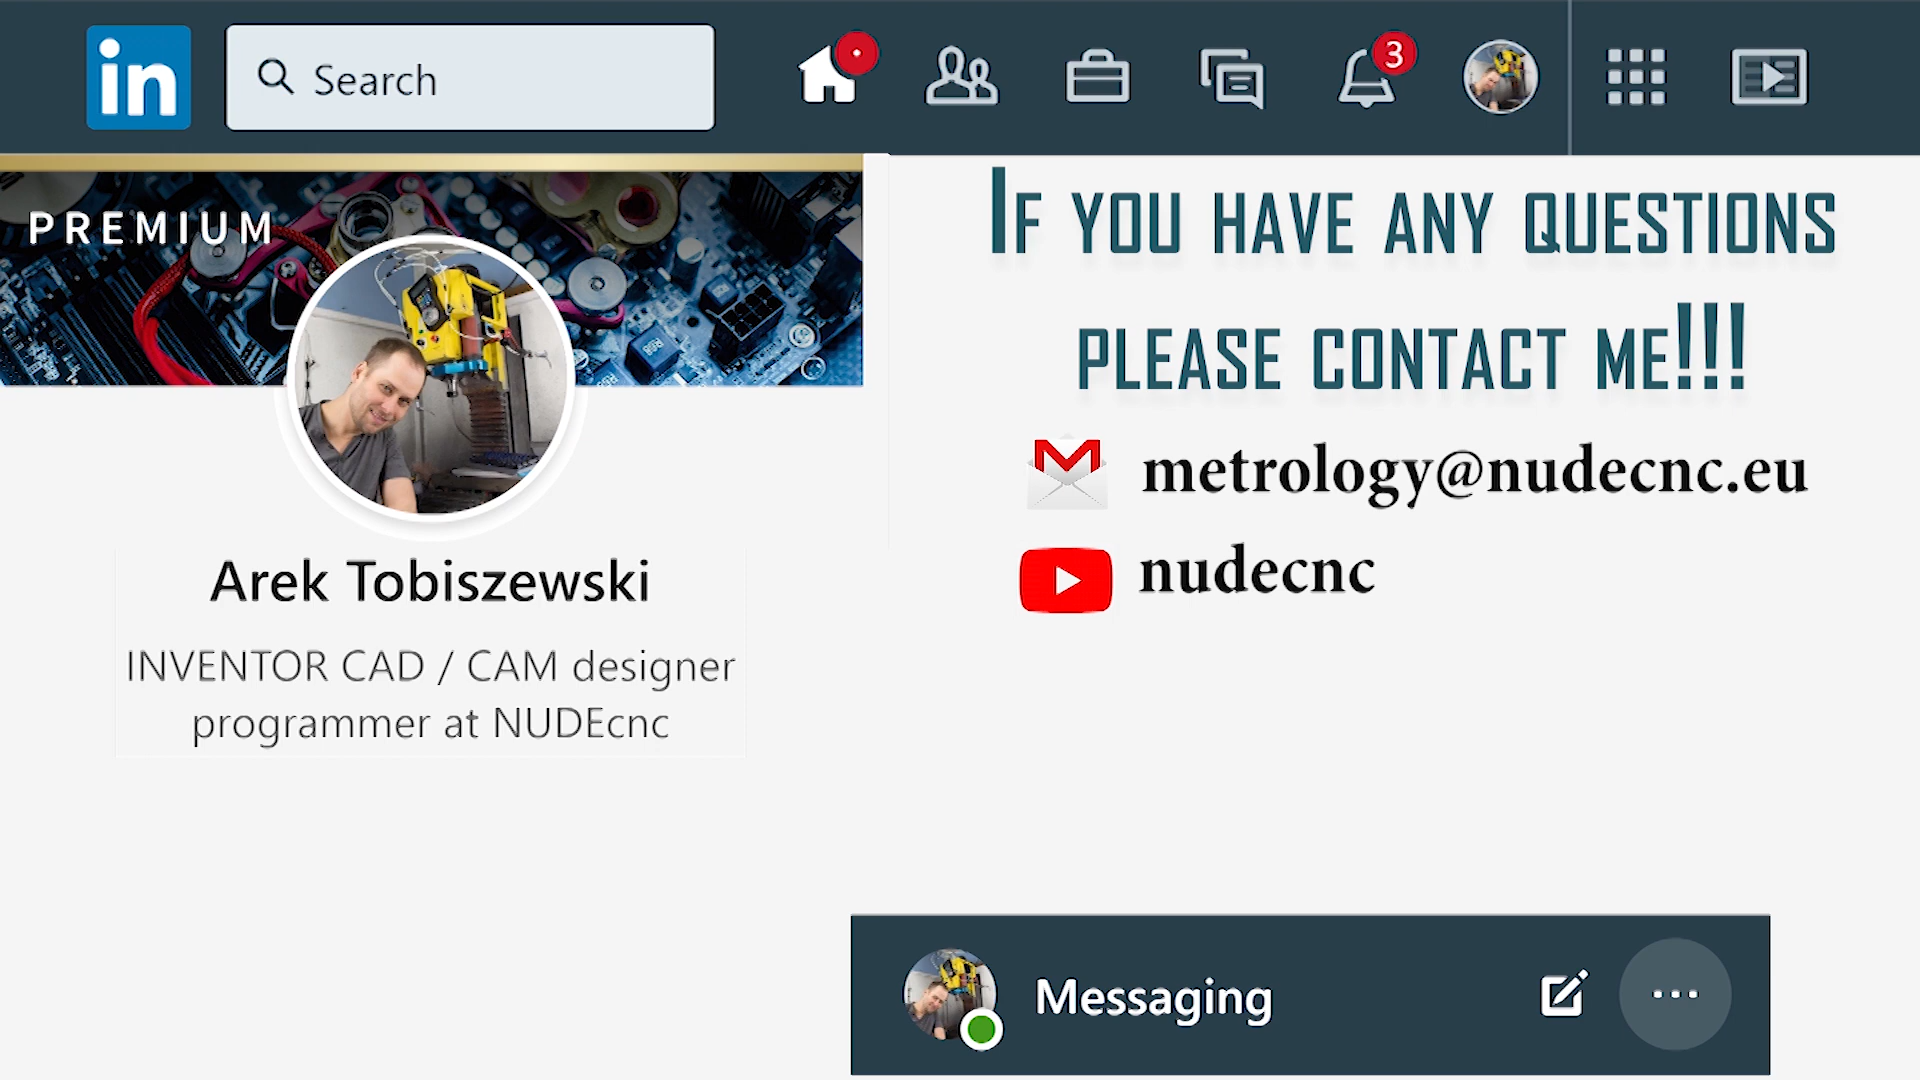 in
Search
3
PREMIUM
If you have any questions
please contact me!!!
metrology@nudecnc.eu
nudecnc
Arek Tobiszewski
INVENTOR CAD / CAM designer
programmer at NUDEcnc
Messaging